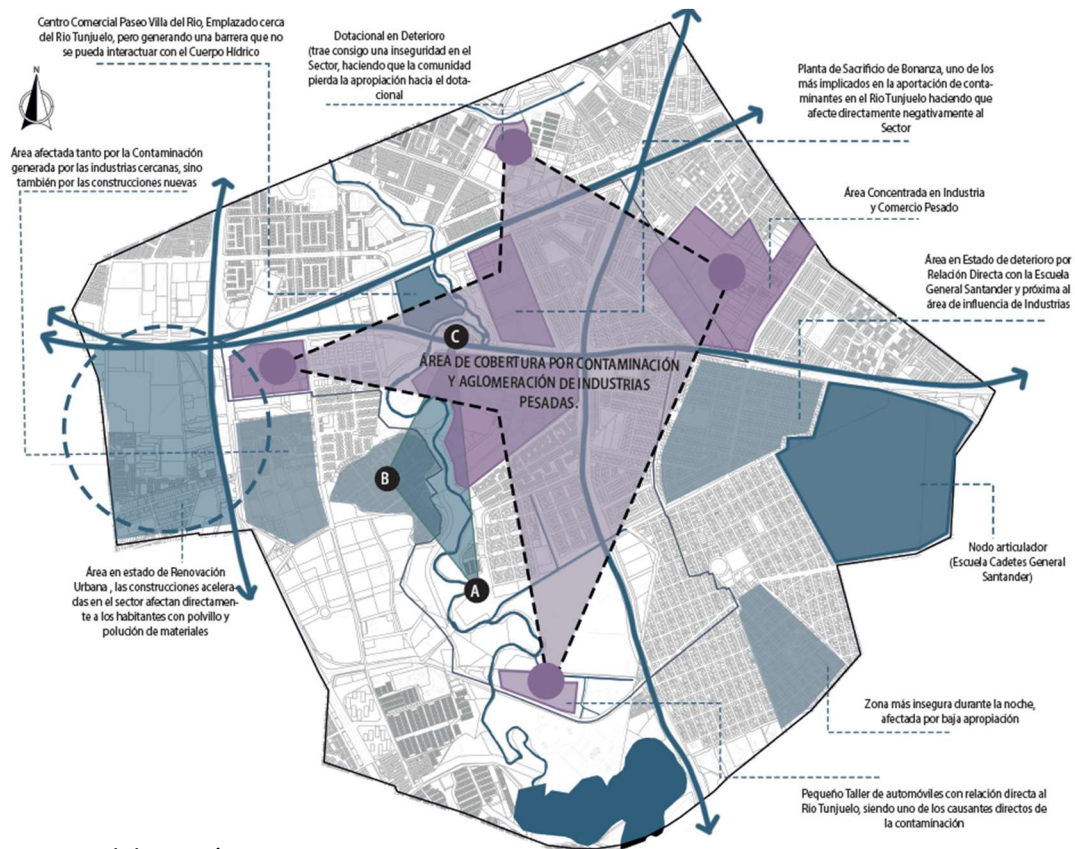 Centro Comercial Paseo Villa del Rio, Emplazado cerca
del Rio Tunjuelo, pero generando una barrera que no
se pueda interactuar con el Cuerpo Hídrico
Dotacional en Deterioro
(trae consigo una inseguridad en el
Sector, haciendo que la comunidad
pierda la apropiación hacia el dota-
cional
Planta de Sacrificio de Bonanza, uno de los
más implicados en la aportación de conta-
minantes en el Rio Tunjuelo haciendo que
afecte directamente negativamente al
Sector
N
Área afectada tanto por la Contaminación
generada por las industrias cercanas, sino
también por las construcciones nuevas
Área Concentrada en Industria
y Comercio Pesado
Área en Estado de deterioro por
Relación Directa con la Escuela
General Santander y próxima al
área de influencia de Industrias
C
ÁREA DE COBERTURA POR CONTAMINACIÓN
Y AGLOMERACIÓN DE INDUSTRIAS
PESADAS.
B
A
Nodo articulador
(Escuela Cadetes General
Santander)
Área en estado de Renovación
Urbana , las construcciones acelera-
das en el sector afectan directamen-
te a los habitantes con polvillo y
polución de materiales
Zona más insegura durante la noche,
afectada por baja apropiación
Pequeño Taller de automóviles con relación directa al
Rio Tunjuelo, siendo uno de los causantes directos de
la contaminación